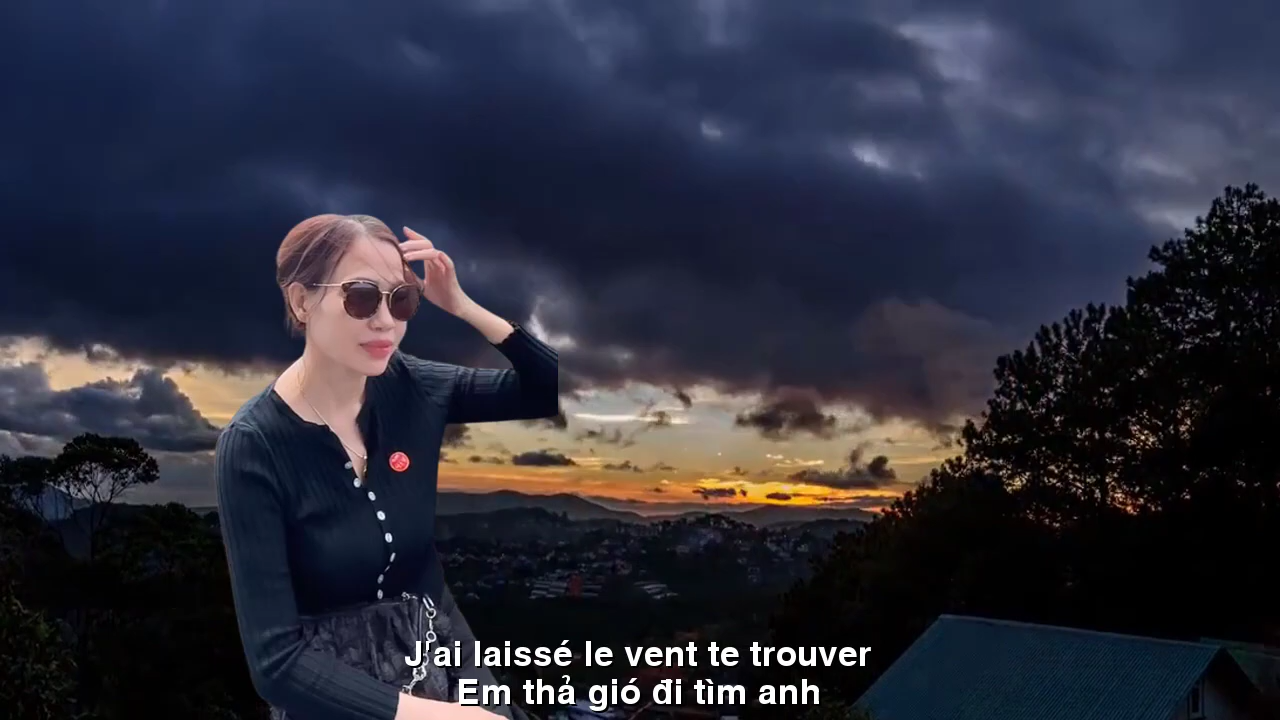 J'ai laissé le vent te trouver
Em thả gió đi tìm anh